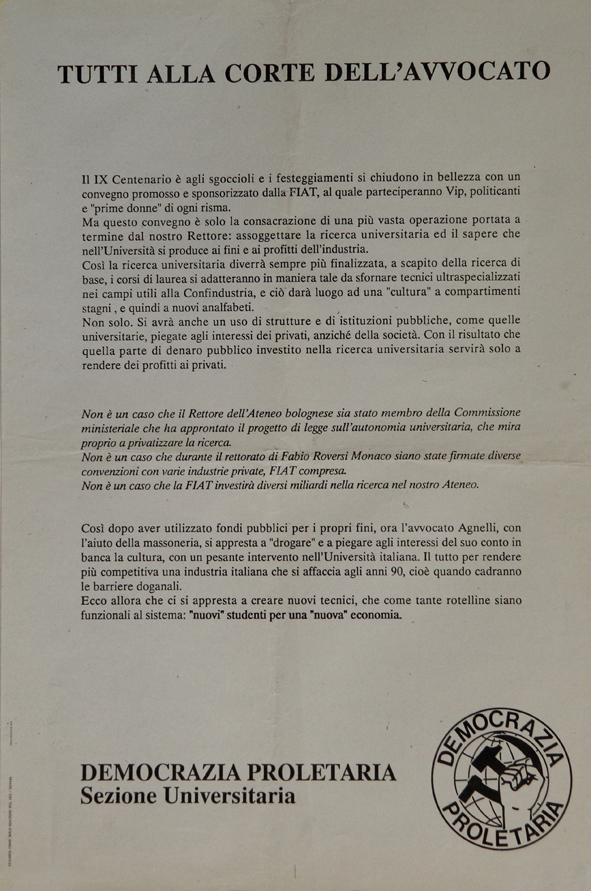 TUTTI ALLA CORTE DELL'AVVOCATO
Il IX Centenario è agli sgoccioli e i festeggiamenti si chiudono in bellezza con un
convegno promosso e sponsorizzato dalla FIAT, al quale parteciperanno Vip, politicanti
e "prime donne" di ogni risma.
Ma questo convegno è solo la consacrazione di una più vasta operazione portata a
termine dal nostro Rettore: assoggettare la ricerca universitaria ed il sapere che
nell'Università si produce ai fini e ai profitti dell'industria.
Così la ricerca universitaria diverrà sempre più finalizzata, a scapito della ricerca di
base, i corsi di laurea si adatteranno in maniera tale da sfornare tecnici ultraspecializzati
nei campi utili alla Confindustria, e ciò darà luogo ad una "cultura" a compartimenti
stagni , e quindi a nuovi analfabeti.
Non solo. Si avrà anche un uso di strutture e di istituzioni pubbliche, come quelle
universitarie, piegate agli interessi dei privati, anziché della società. Con il risultato che
quella parte di denaro pubblico investito nella ricerca universitaria servirà solo a
rendere dei profitti ai privati.
Non è un caso che il Rettore dell'Ateneo bolognese sia stato membro della Commissione
ministeriale che ha approntato il progetto di legge sull'autonomia universitaria, che mira
proprio a privatizzare la ricerca.
Non è un caso che durante il rettorato di Fabio Roversi Monaco siano state firmate diverse
convenzioni con varie industrie private, FIAT compresa.
Non è un caso che la FIAT investirà diversi miliardi nella ricerca nel nostro Ateneo.
Così dopo aver utilizzato fondi pubblici per i propri fini, ora l'avvocato Agnelli, con
l'aiuto della massoneria, si appresta a "drogare" e a piegare agli interessi del suo conto in
banca la cultura, con un pesante intervento nell'Università italiana. Il tutto per rendere
più competitiva una industria italiana che si affaccia agli anni 90, cioè quando cadranno
le barriere doganali.
Ecco allora che ci si appresta a creare nuovi tecnici, che come tante rotelline siano
funzionali al sistema: "nuovi" studenti per una "nuova" economia.
DEMOCRAZIA PROLETARIA
Sezione Universitaria
DEMOCRAZIA
PROLETARIA